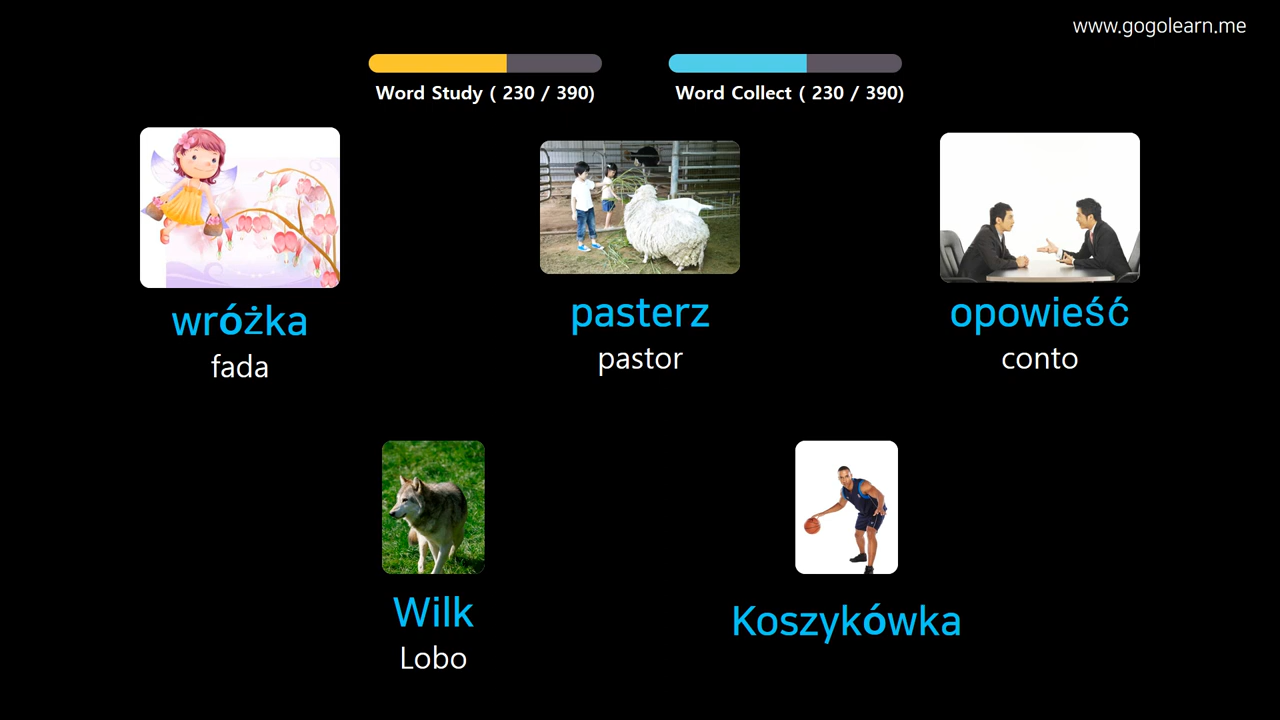 www.gogolearn.me
Word Study ( 230 / 390)
Word Collect ( 230 / 390)
wróżka
fada
pasterz
pastor
opowieść
conto
Wilk
Lobo
Koszykówka